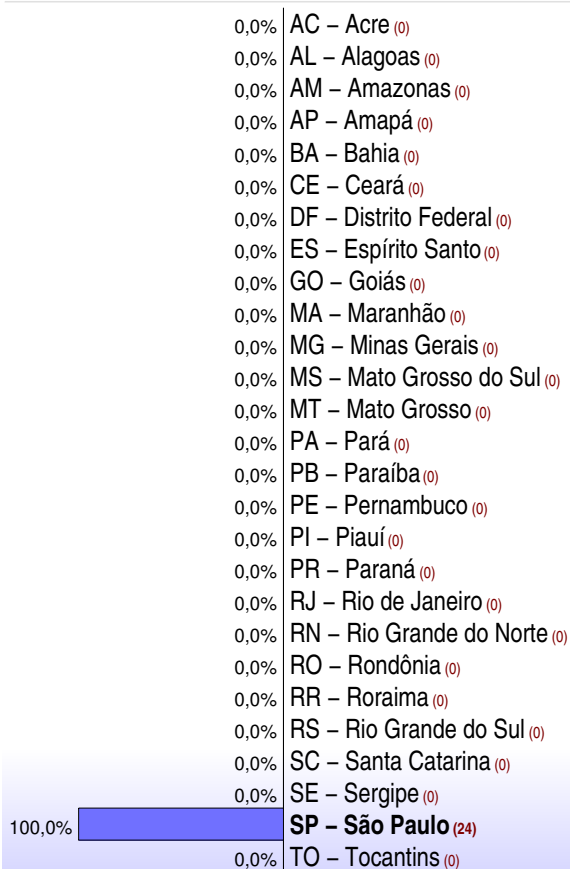 0,0% AC – Acre (0)
0,0% AL – Alagoas (0)
0,0% AM – Amazonas (0)
0,0% AP – Amapá (0)
0,0% BA – Bahia (0)
0,0% CE – Ceará (0)
0,0% DF – Distrito Federal (0)
0,0% ES – Espírito Santo (0)
0,0% GO – Goiás (0)
0,0% MA – Maranhão (0)
0,0% MG – Minas Gerais (0)
0,0% MS – Mato Grosso do Sul (0)
0,0% MT – Mato Grosso (0)
0,0% PA – Pará (0)
0,0% PB – Paraíba (0)
0,0% PE – Pernambuco (0)
0,0% PI – Piauí (0)
0,0% PR – Paraná (0)
0,0% RJ – Rio de Janeiro (0)
0,0% RN – Rio Grande do Norte (0)
0,0% RO – Rondônia (0)
0,0% RR – Roraima (0)
0,0% RS – Rio Grande do Sul (0)
0,0% SC – Santa Catarina (0)
0,0% SE – Sergipe (0)
100,0% SP – São Paulo (24)
0,0% TO – Tocantins (0)